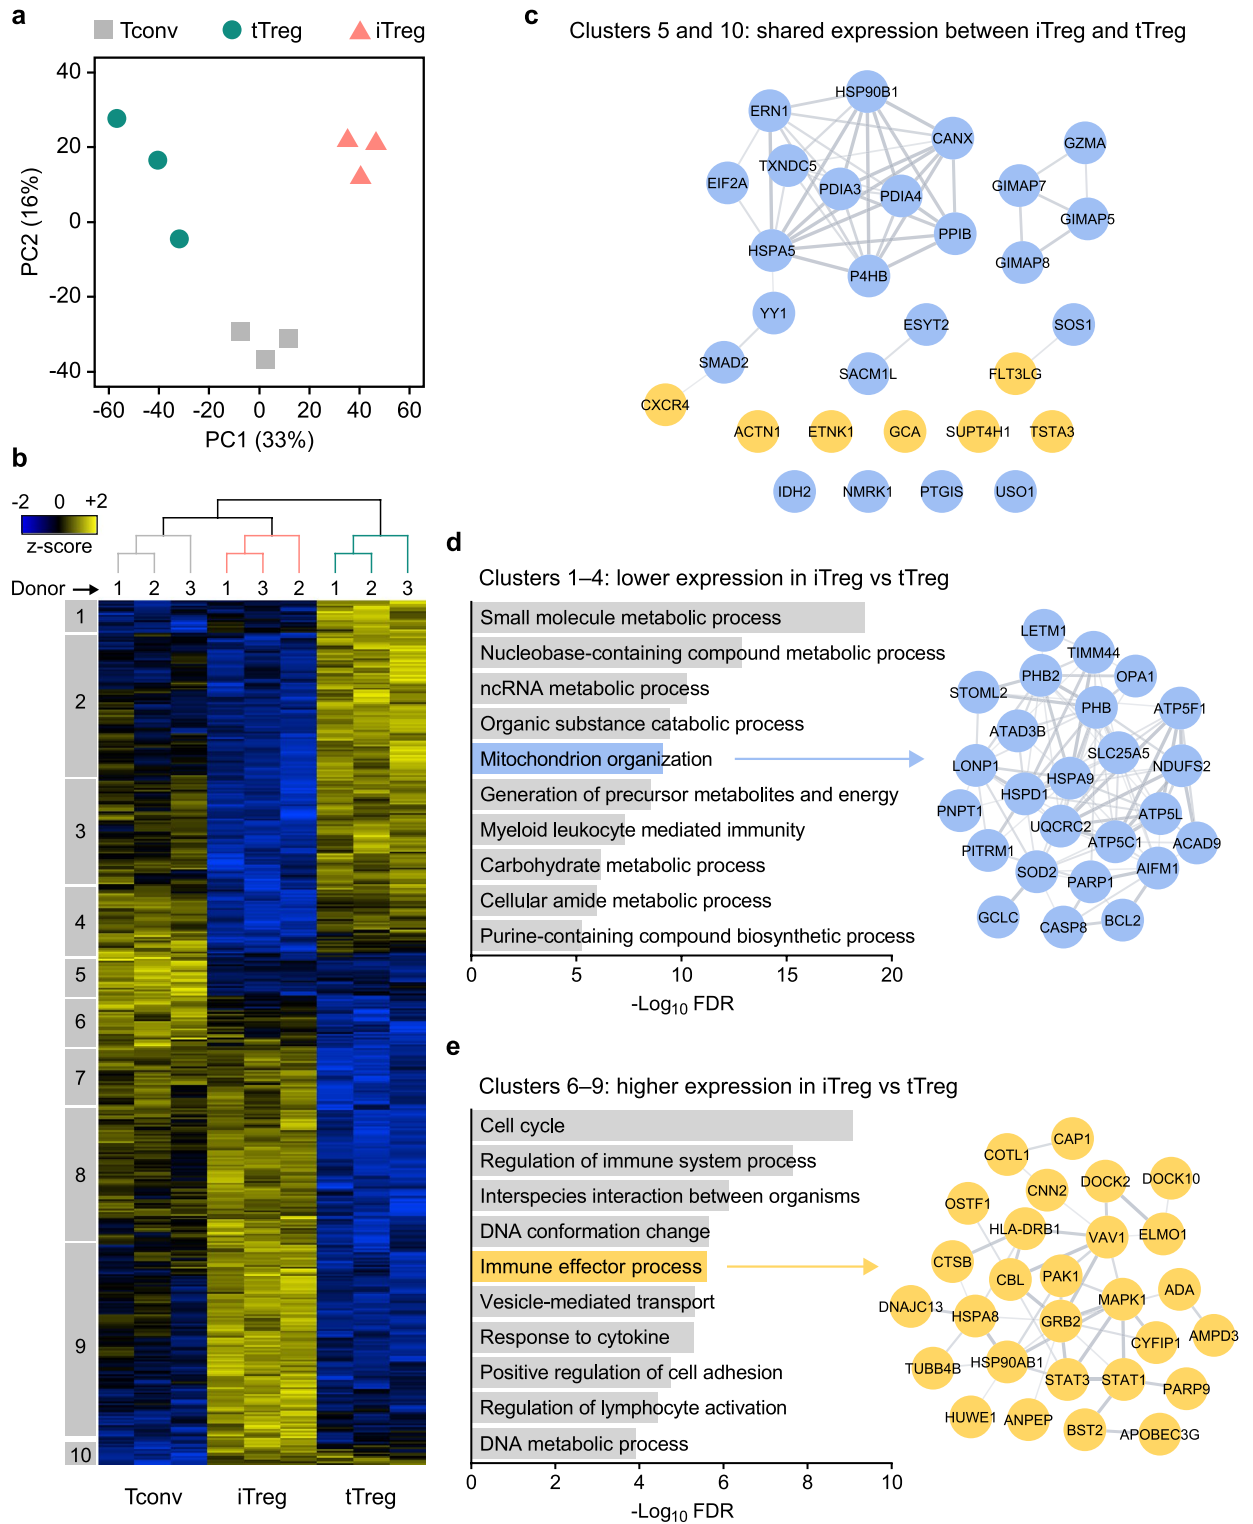 a
Tconv tTreg iTreg
40
20
0
-20
-40
PC2 (16%)
-60 -40 -20 0 20 40 60
PC1 (33%)
b
-2 0 +2
z-score
Donor 1 2 3 1 3 2 1 2 3
1
2
3
4
5
6
7
8
9
10
Tconv iTreg tTreg
c
Clusters 5 and 10: shared expression between iTreg and tTreg
HSP90B1
ERN1
CANX
GZMA
TXNDC5
EIF2A
PDIA3
PDIA4
GIMAP7
GIMAP5
PPIB
HSPA5
GIMAP8
P4HB
YY1
ESYT2
SOS1
SMAD2
SACM1L
FLT3LG
CXCR4
ACTN1 ETNK1 GCA SUPT4H1 TSTA3
IDH2 NMRK1 PTGIS USO1
d
Clusters 1–4: lower expression in iTreg vs tTreg
Small molecule metabolic process
Nucleobase-containing compound metabolic process
ncRNA metabolic process
Organic substance catabolic process
Mitochondrion organization
Generation of precursor metabolites and energy
Myeloid leukocyte mediated immunity
Carbohydrate metabolic process
Cellular amide metabolic process
Purine-containing compound biosynthetic process
0 5 10 15 20
-Log10 FDR
LETM1
TIMM44
PHB2
OPA1
STOML2
PHB
ATP5F1
ATAD3B
SLC25A5
LONP1
HSPA9
NDUFS2
HSPD1
PNPT1
ATP5L
UQCRC2
ATP5C1
ACAD9
PITRM1
SOD2
AIFM1
PARP1
GCLC
CASP8
BCL2
e
Clusters 6–9: higher expression in iTreg vs tTreg
Cell cycle
Regulation of immune system process
Interspecies interaction between organisms
DNA conformation change
Immune effector process
Vesicle-mediated transport
Response to cytokine
Positive regulation of cell adhesion
Regulation of lymphocyte activation
DNA metabolic process
0 2 4 6 8 10
-Log10 FDR
CAP1
COTL1
DOCK2
DOCK10
CNN2
OSTF1
HLA-DRB1
VAV1
ELMO1
CTSB
CBL
PAK1
MAPK1
ADA
DNAJC13
HSPA8
GRB2
CYFIP1
AMPD3
TUBB4B
HSP90AB1
STAT3
STAT1
PARP9
HUWE1
ANPEP
BST2
APOBEC3G